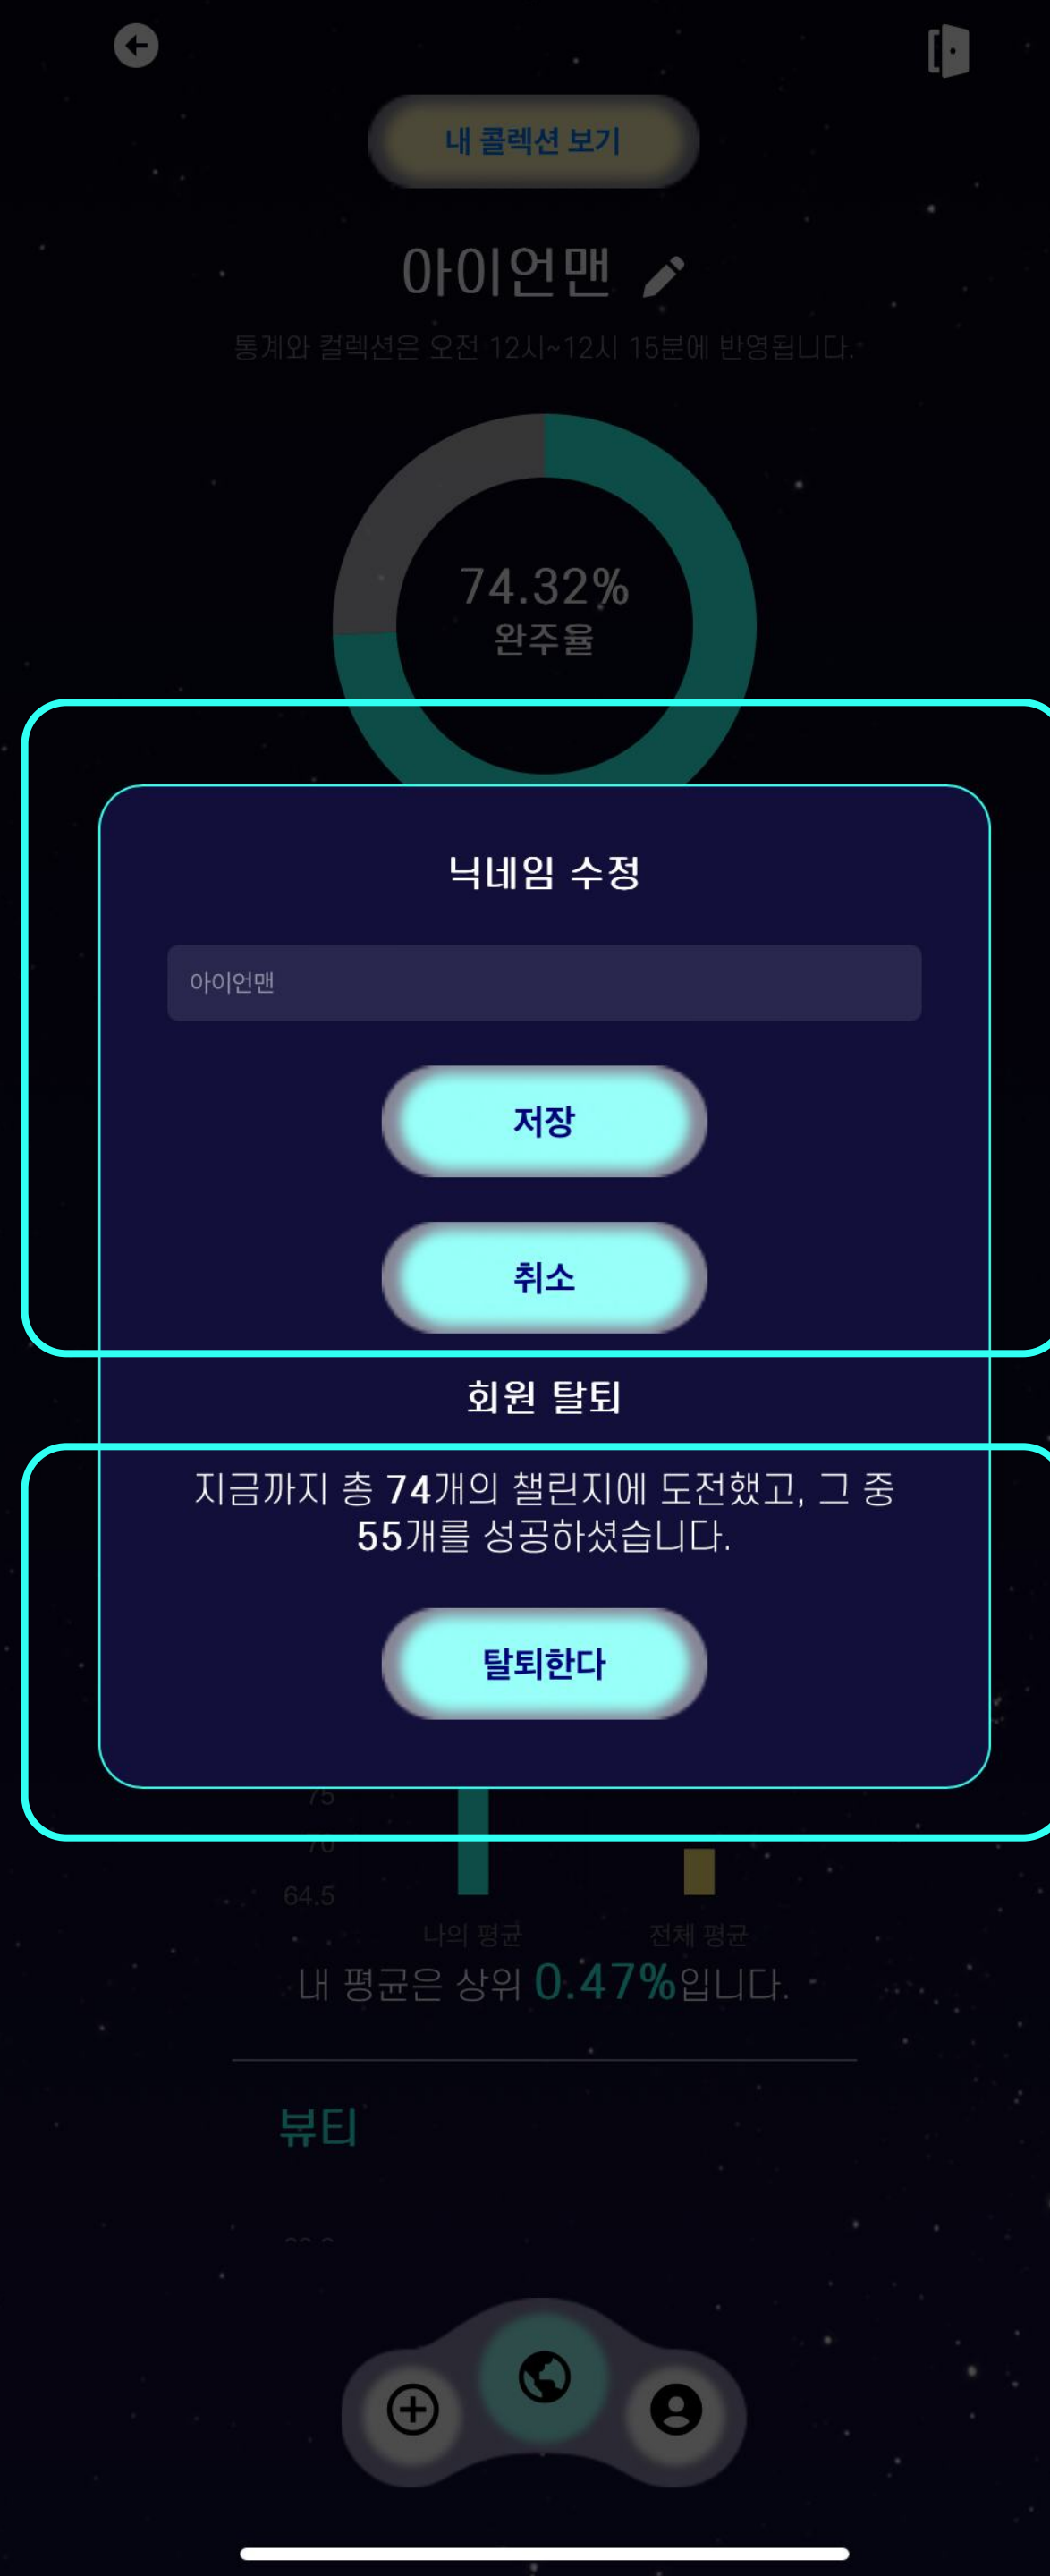 내 콜렉션 보기
아이언맨
통계와 컬렉션은 오전 12시~12시 15분에 반영됩니다.
74.32%
완주율
닉네임 수정
아이언맨
저장
취소
회원 탈퇴
지금까지 총 74개의 챌린지에 도전했고, 그 중
55개를 성공하셨습니다.
탈퇴한다
75
70
64.5
나의 평균
전체 평균
내 평균은 상위 0.47%입니다.
뷰티